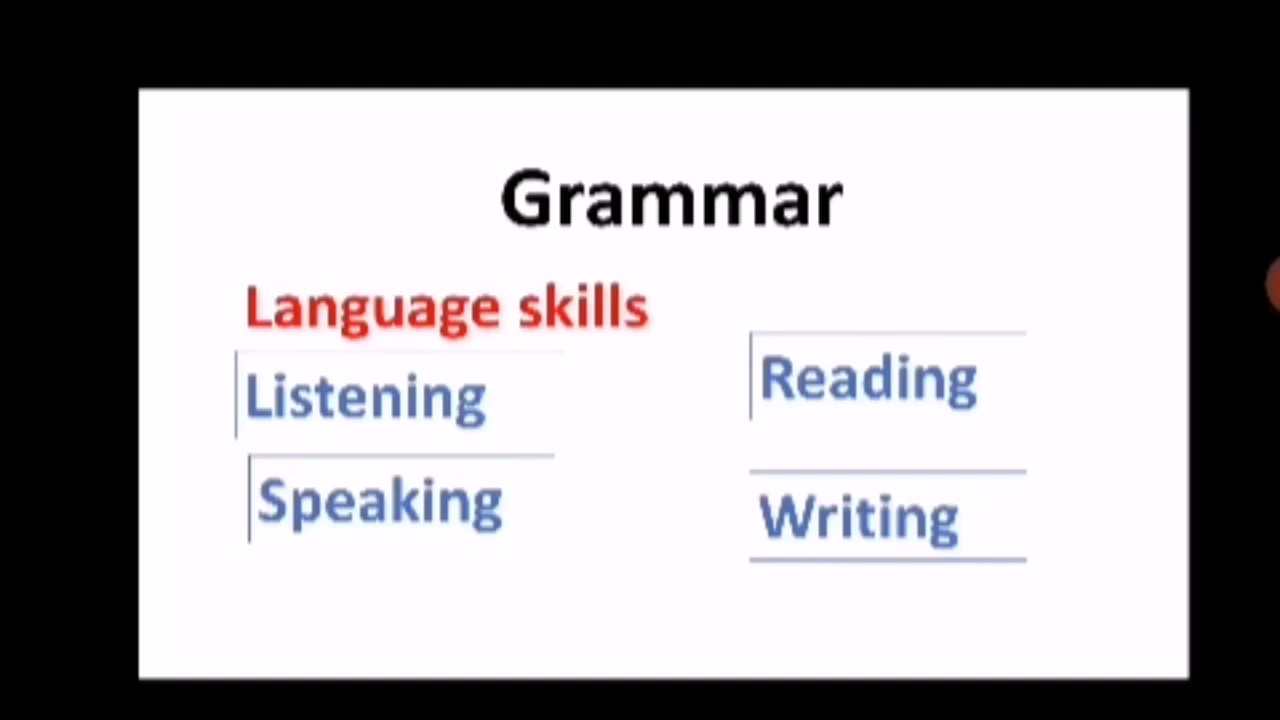 Grammar
Language skills
Listening
Speaking
Reading
Writing